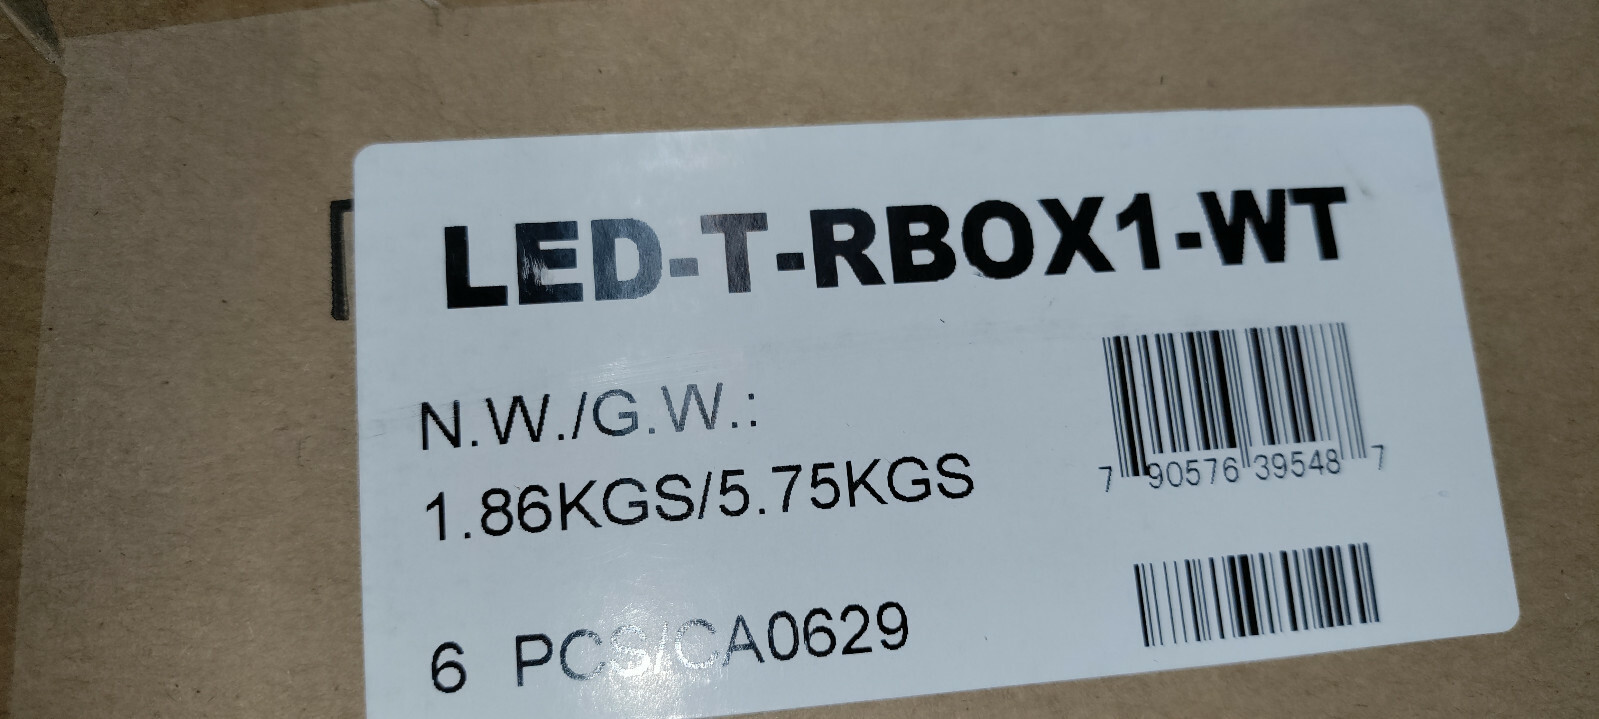 LED-T-RBOX1-WT
N.W./G.W.:
1.86KGS/5.75KGS
7 90576 39548 7
6 PCS/CA0629